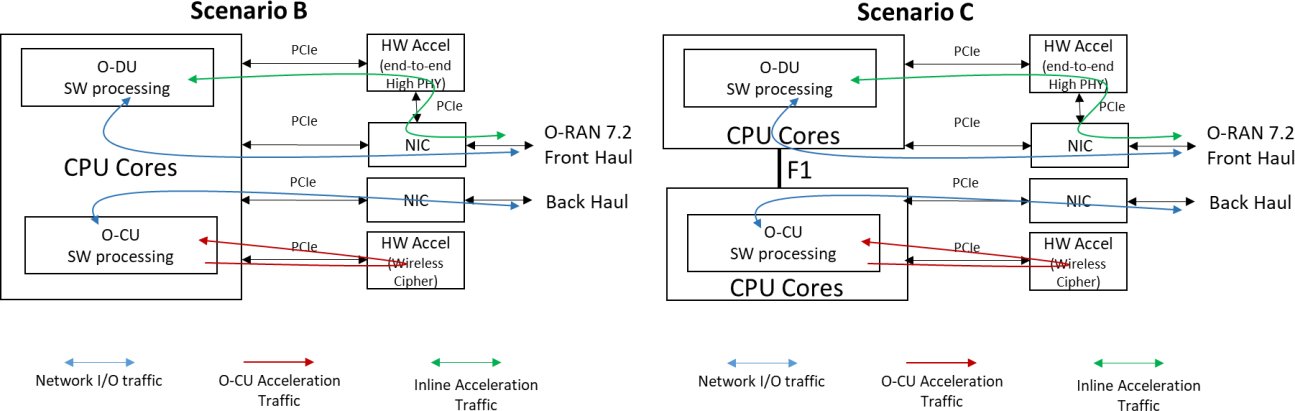 Scenario B
PCIe
HW Accel
(end-to-end
High PHY)
O-DU
SW processing
PCIe
PCIe
NIC
O-RAN 7.2
Front Haul
CPU Cores
PCIe
NIC
Back Haul
O-CU
SW processing
PCIe
HW Accel
(Wireless
Cipher)
Network I/O traffic
O-CU Acceleration
Traffic
Inline Acceleration
Traffic
Scenario C
PCIe
HW Accel
(end-to-end
High PHY)
O-DU
SW processing
PCIe
PCIe
CPU Cores
NIC
O-RAN 7.2
Front Haul
F1
PCIe
NIC
Back Haul
O-CU
SW processing
PCIe
HW Accel
(Wireless
Cipher)
CPU Cores
Network I/O traffic
O-CU Acceleration
Traffic
Inline Acceleration
Traffic